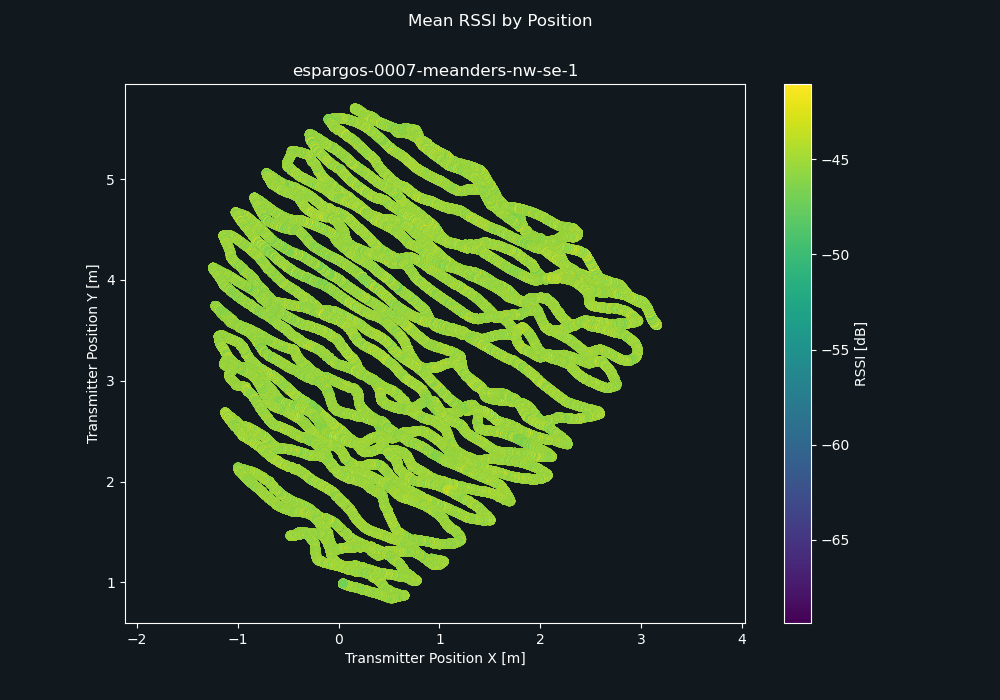 Mean RSSI by Position
espargos-0007-meanders-nw-se-1
Transmitter Position Y [m]
5
4
3
2
1
−2 −1 0 1 2 3 4
Transmitter Position X [m]
−45
−50
−55
−60
−65
RSSI [dB]